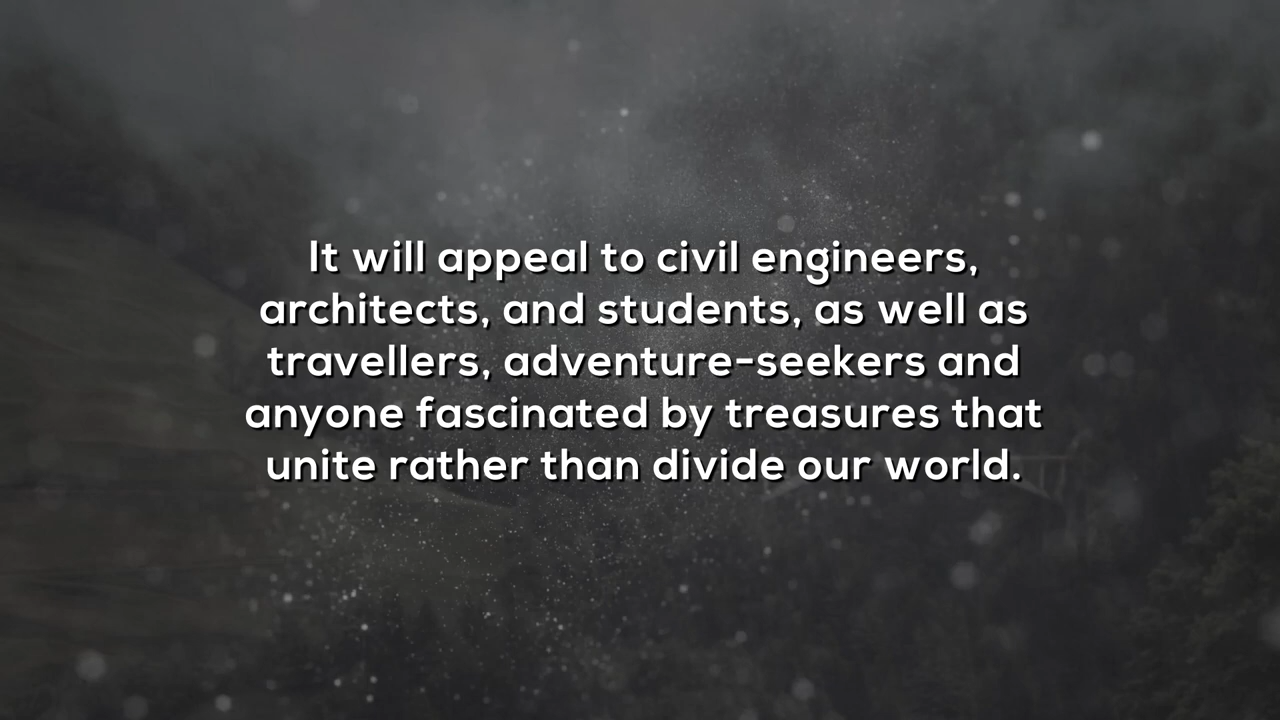 It will appeal to civil engineers,
architects, and students, as well as
travellers, adventure-seekers and
anyone fascinated by treasures that
unite rather than divide our world.